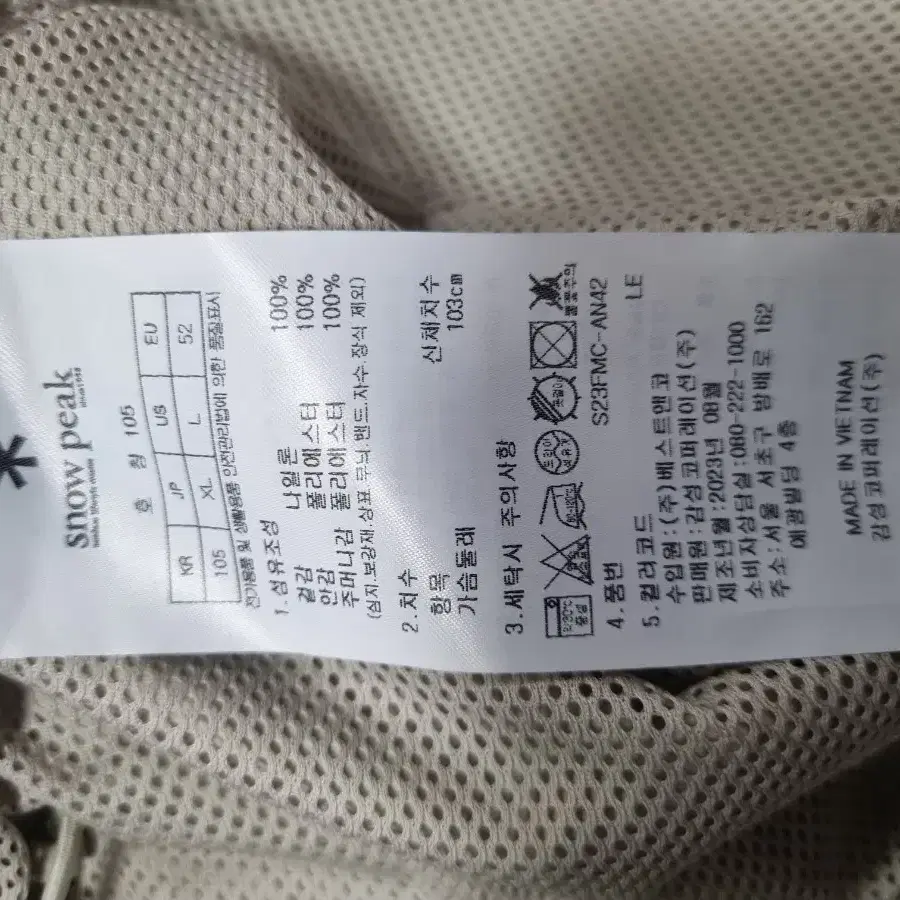 snow peak
호 칭 105
KR JP US EU
105 XL L 52
전기용품 및 생활용품 안전관리법에 의한 품질표시
1.섬유조성
겉감 나일론 100%
안감 폴리에스터 100%
주머니감 폴리에스터 100%
(심지.보강재.상표.무늬.밴드.자수.장식 제외)
2.치수
항목 신체치수
가슴둘레 103cm
3.세탁시 주의사항
약30℃
중성
4.품번 S23FMC-AN42
5.컬러코드 LE
수입원:(주)베스트앤코
판매원:감성코퍼레이션(주)
제조년월:2023년 08월
소비자상담실:080-222-1000
주소:서울 서초구 방배로 162
예광빌딩 4층
MADE IN VIETNAM
감성코퍼레이션(주)